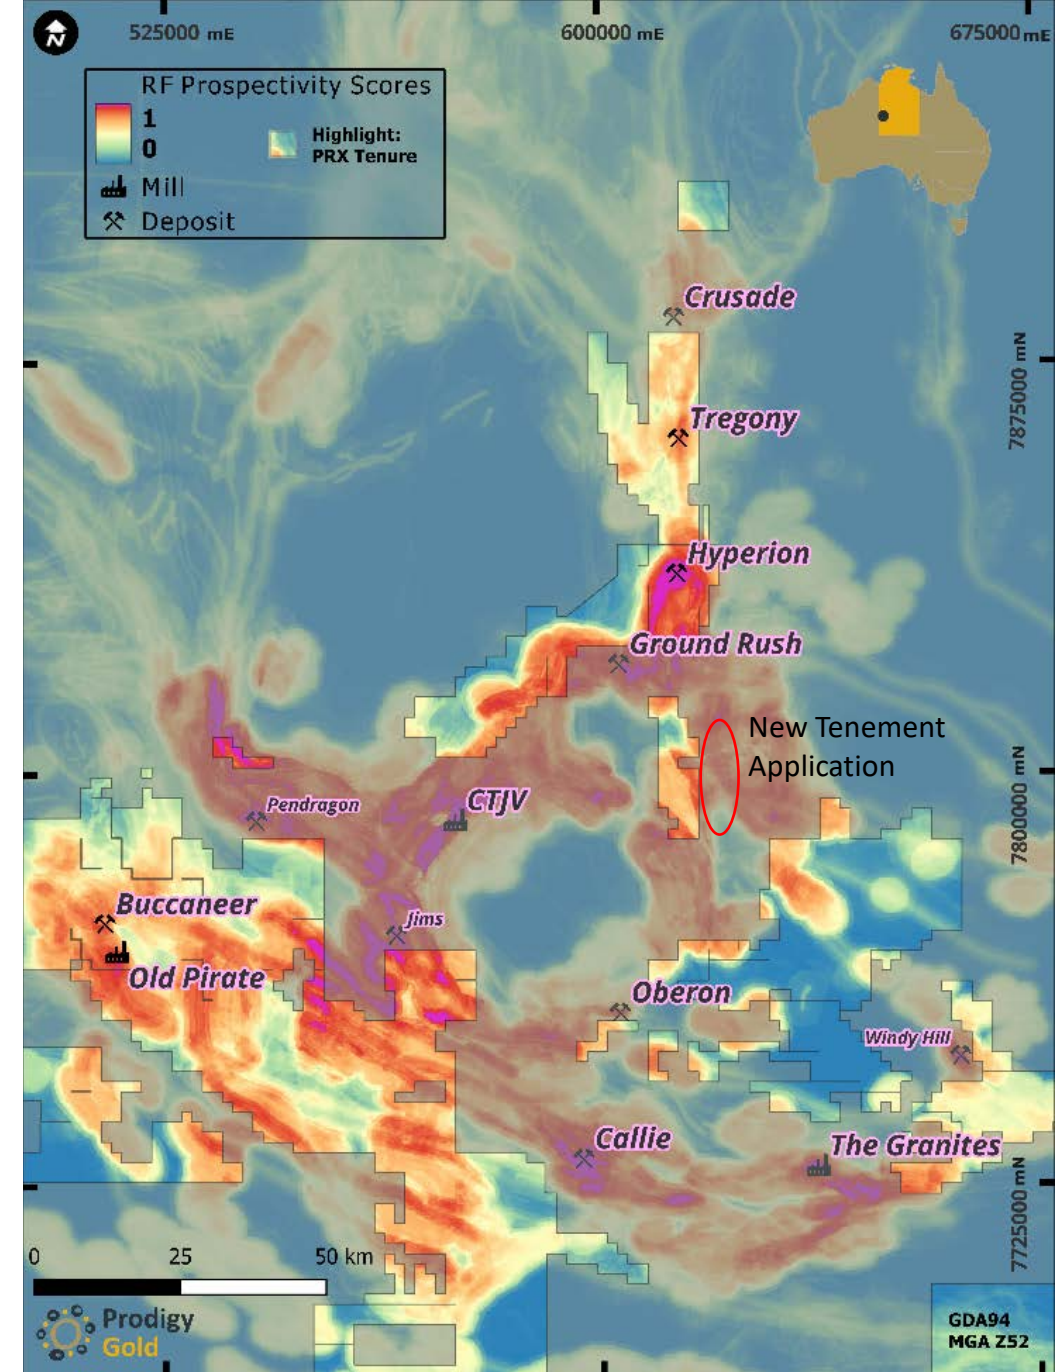 525000 mE
600000 mE
675000 mE
N
RF Prospectivity Scores
1
0
Highlight:
PRX Tenure
Mill
Deposit
Crusade
7875000 mN
Tregony
Hyperion
Ground Rush
New Tenement
Application
Pendragon
CTJV
7800000 mN
Buccaneer
Jims
Old Pirate
Oberon
Windy Hill
Callie
The Granites
7725000 mN
0 25 50 km
Prodigy
Gold
GDA94
MGA Z52